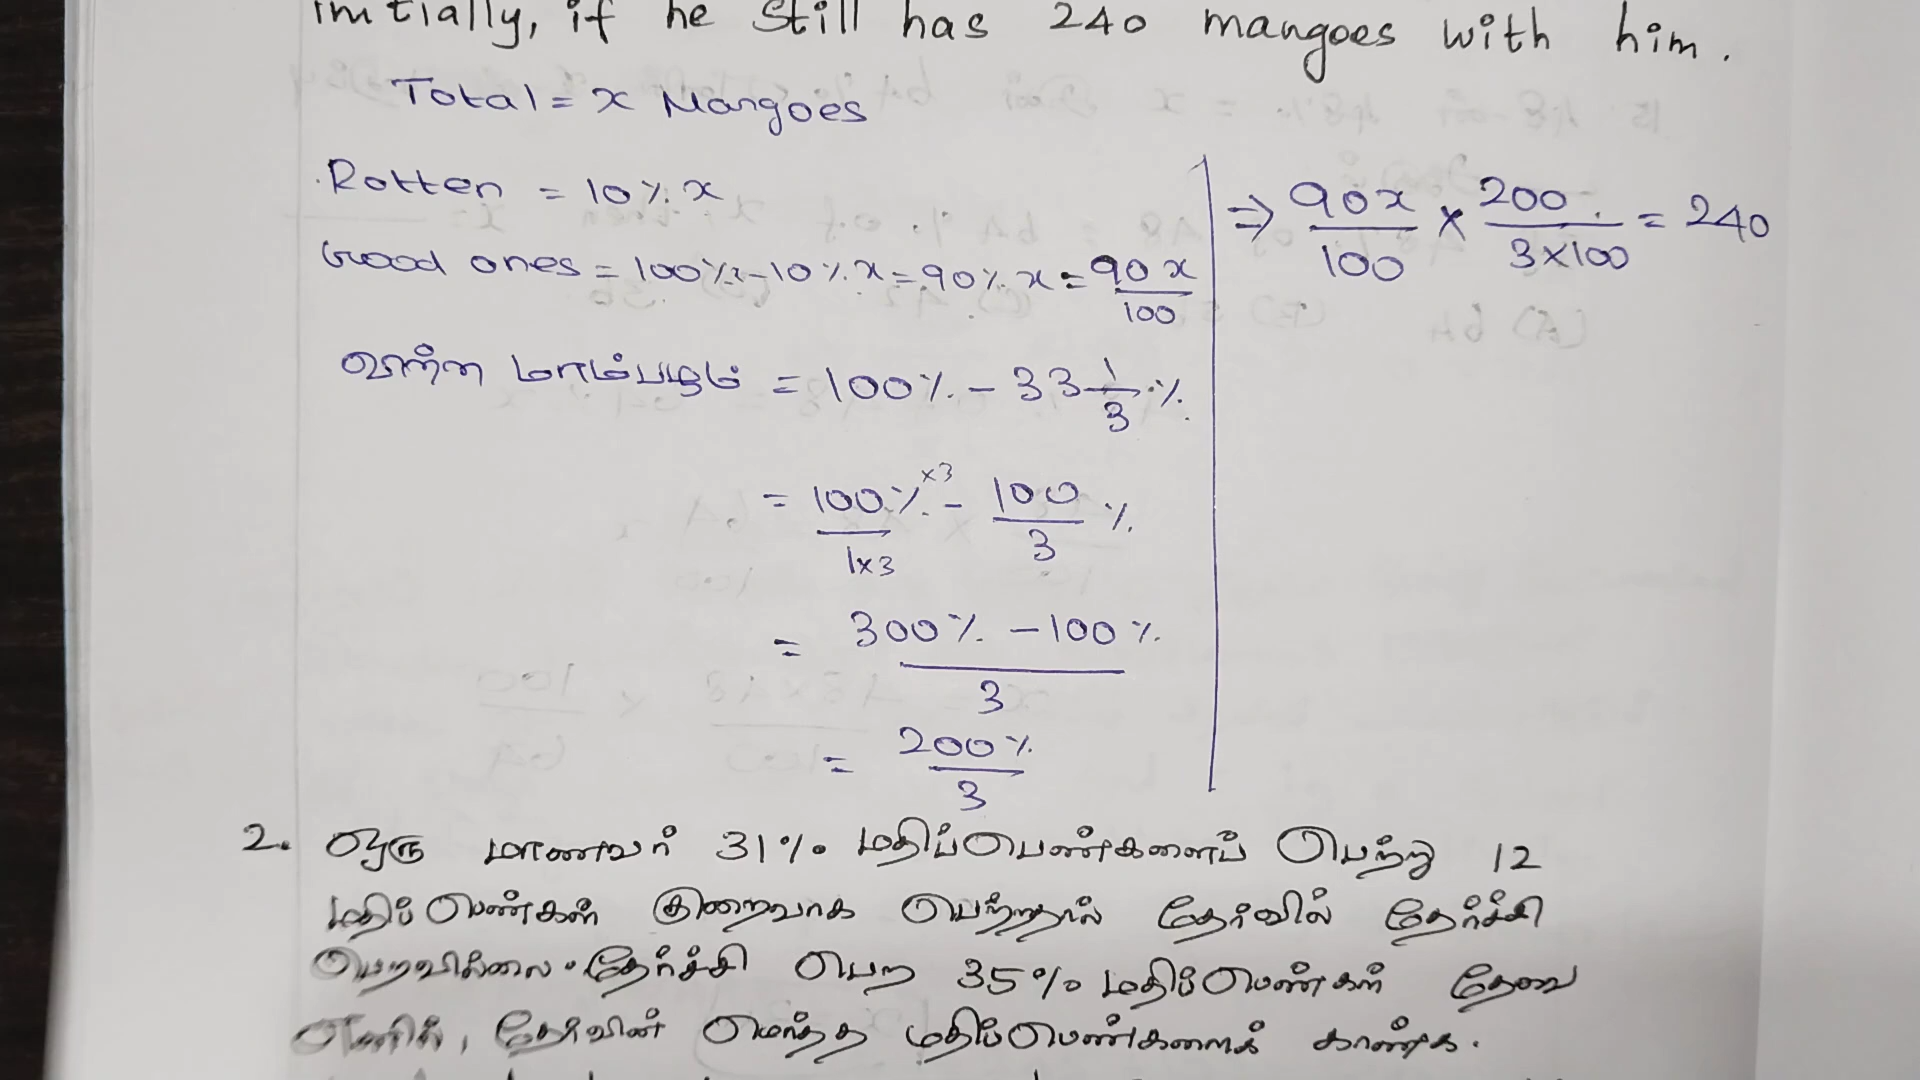 initially, if he still has 240 mangoes with him.
Total = x Mangoes
Rotten = 10% x
Good ones = 100% - 10% x = 90% x = 90x/100
மாம்பழம் = 100% - 33 1/3 %
= 100%×3/1×3 - 100/3 %
= 300% - 100% / 3
= 200% / 3
⇒ 90x/100 × 200/3×100 = 240
2. ஒரு மாணவர் 31% மதிப்பெண்களைப் பெற்று 12
மதிப்பெண்கள் குறைவாக பெற்றதால் தேர்வில் தேர்ச்சி
பெறவில்லை. தேர்ச்சி பெற 35% மதிப்பெண்கள் தேவை
எனில், தேர்வின் மொத்த மதிப்பெண்களைக் காண்க.